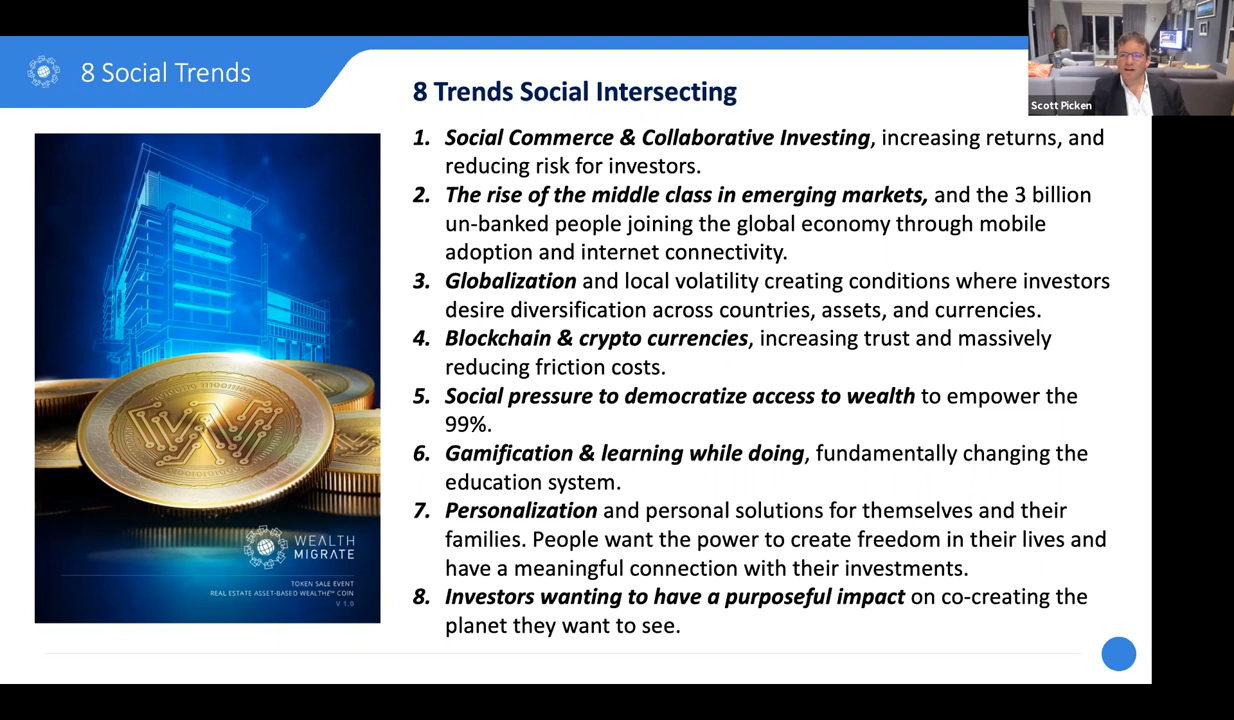 8 Social Trends
8 Trends Social Intersecting
Scott Picken
1. Social Commerce & Collaborative Investing, increasing returns, and
reducing risk for investors.
2. The rise of the middle class in emerging markets, and the 3 billion
un-banked people joining the global economy through mobile
adoption and internet connectivity.
3. Globalization and local volatility creating conditions where investors
desire diversification across countries, assets, and currencies.
4. Blockchain & crypto currencies, increasing trust and massively
reducing friction costs.
5. Social pressure to democratize access to wealth to empower the
99%.
6. Gamification & learning while doing, fundamentally changing the
education system.
7. Personalization and personal solutions for themselves and their
families. People want the power to create freedom in their lives and
have a meaningful connection with their investments.
8. Investors wanting to have a purposeful impact on co-creating the
planet they want to see.
WEALTH
MIGRATE
TOKEN SALE EVENT
REAL ESTATE ASSET-BASED WEALTHE™ COIN
V 1.0